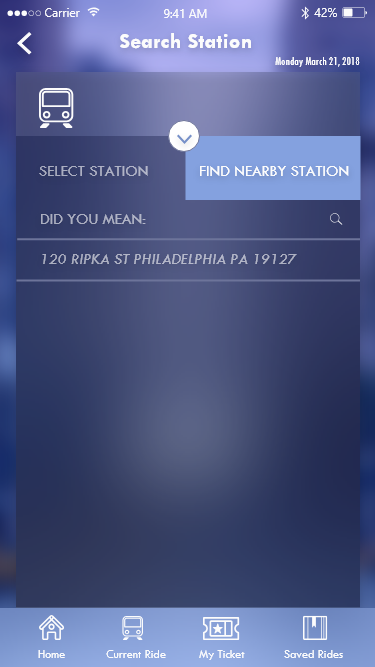 Carrier 9:41 AM 42%
Search Station
Monday March 21, 2018
SELECT STATION FIND NEARBY STATION
DID YOU MEAN:
120 RIPKA ST PHILADELPHIA PA 19127
Home Current Ride My Ticket Saved Rides